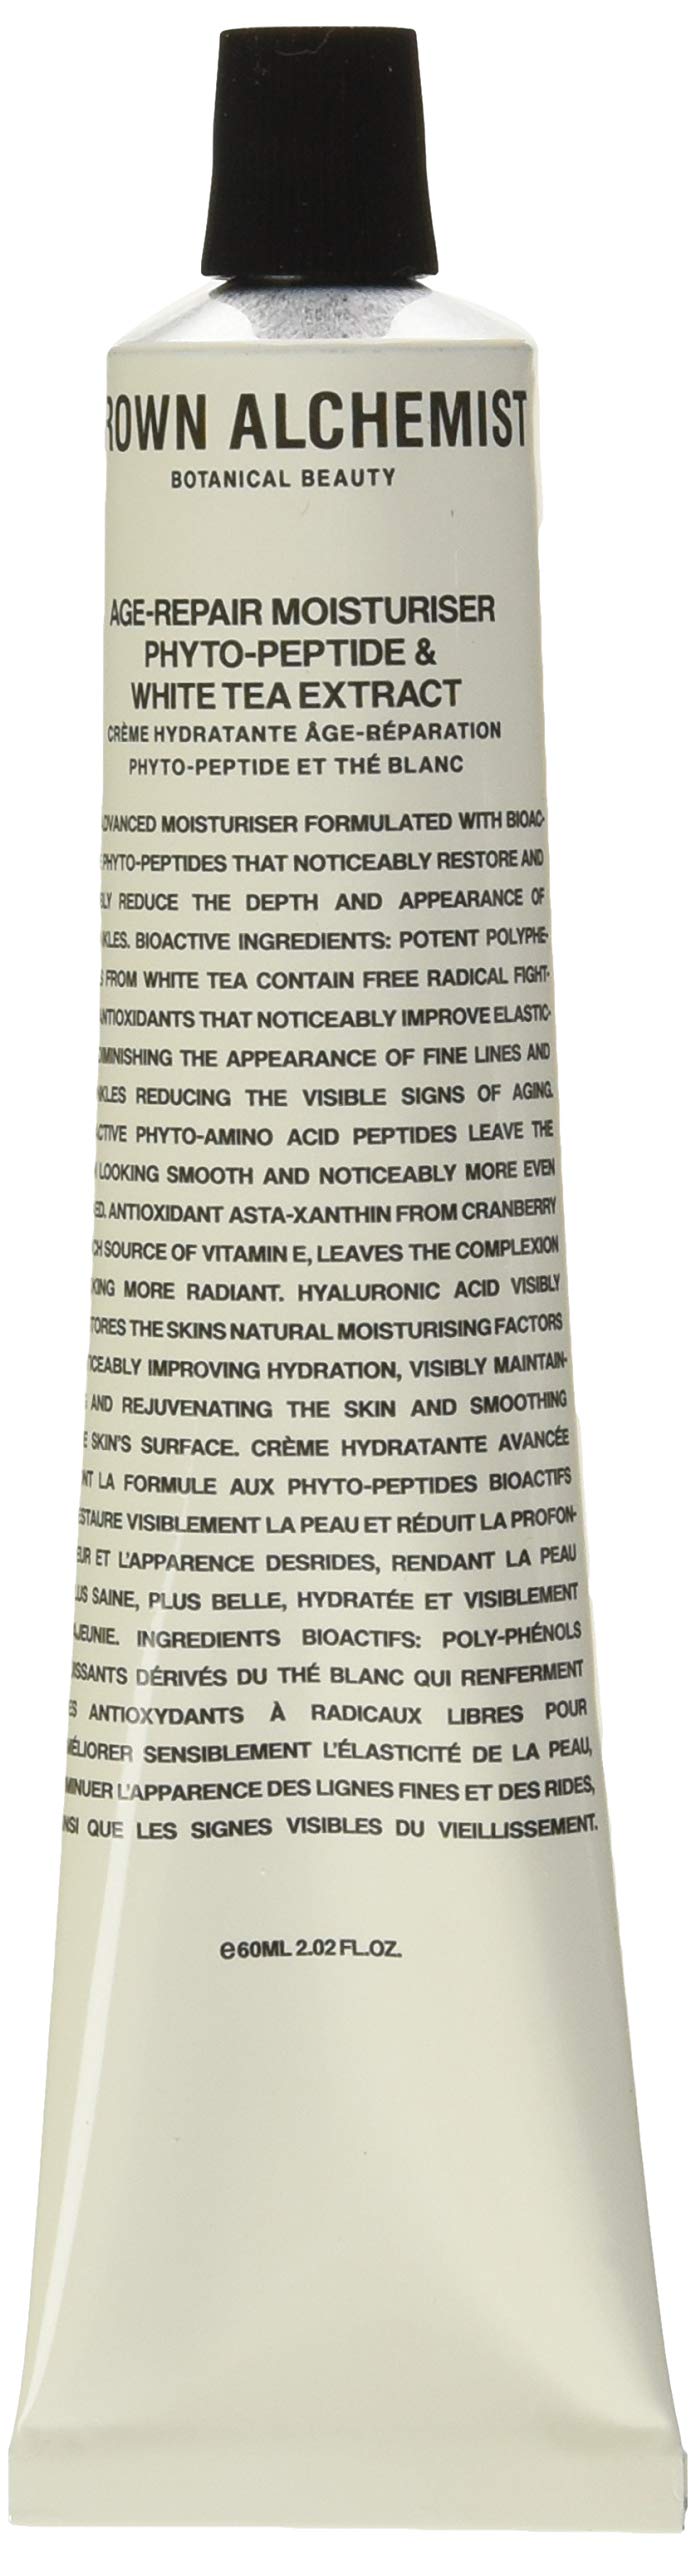 ROWN ALCHEMIST
BOTANICAL BEAUTY
AGE-REPAIR MOISTURISER
PHYTO-PEPTIDE &
WHITE TEA EXTRACT
CRÈME HYDRATANTE ÂGE-RÉPARATION
PHYTO-PEPTIDE ET THÉ BLANC
ADVANCED MOISTURISER FORMULATED WITH BIOAC-
PHYTO-PEPTIDES THAT NOTICEABLY RESTORE AND
BLY REDUCE THE DEPTH AND APPEARANCE OF
KLES. BIOACTIVE INGREDIENTS: POTENT POLYPHE-
S FROM WHITE TEA CONTAIN FREE RADICAL FIGHT-
ANTIOXIDANTS THAT NOTICEABLY IMPROVE ELASTIC-
DIMINISHING THE APPEARANCE OF FINE LINES AND
KLES REDUCING THE VISIBLE SIGNS OF AGING.
ACTIVE PHYTO-AMINO ACID PEPTIDES LEAVE THE
LOOKING SMOOTH AND NOTICEABLY MORE EVEN
ED. ANTIOXIDANT ASTA-XANTHIN FROM CRANBERRY
CH SOURCE OF VITAMIN E, LEAVES THE COMPLEXION
KING MORE RADIANT. HYALURONIC ACID VISIBLY
TORES THE SKINS NATURAL MOISTURISING FACTORS
ICEABLY IMPROVING HYDRATION, VISIBLY MAINTAIN-
AND REJUVENATING THE SKIN AND SMOOTHING
E SKIN'S SURFACE. CRÈME HYDRATANTE AVANCÉE
NT LA FORMULE AUX PHYTO-PEPTIDES BIOACTIFS
ESTAURE VISIBLEMENT LA PEAU ET RÉDUIT LA PROFON-
EUR ET L'APPARENCE DESRIDES, RENDANT LA PEAU
US SAINE, PLUS BELLE, HYDRATÉE ET VISIBLEMENT
AJEUNIE. INGREDIENTS BIOACTIFS: POLY-PHÉNOLS
ISSANTS DÉRIVÉS DU THÉ BLANC QUI RENFERMENT
ES ANTIOXYDANTS À RADICAUX LIBRES POUR
MÉLIORER SENSIBLEMENT L'ÉLASTICITÉ DE LA PEAU,
MINUER L'APPARENCE DES LIGNES FINES ET DES RIDES,
NSI QUE LES SIGNES VISIBLES DU VIEILLISSEMENT.
℮60ML 2.02 FL.OZ.